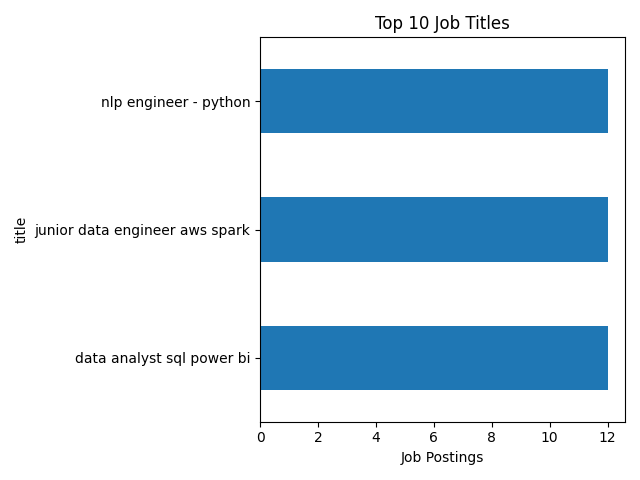 Top 10 Job Titles
title
nlp engineer - python
junior data engineer aws spark
data analyst sql power bi
0 2 4 6 8 10 12
Job Postings